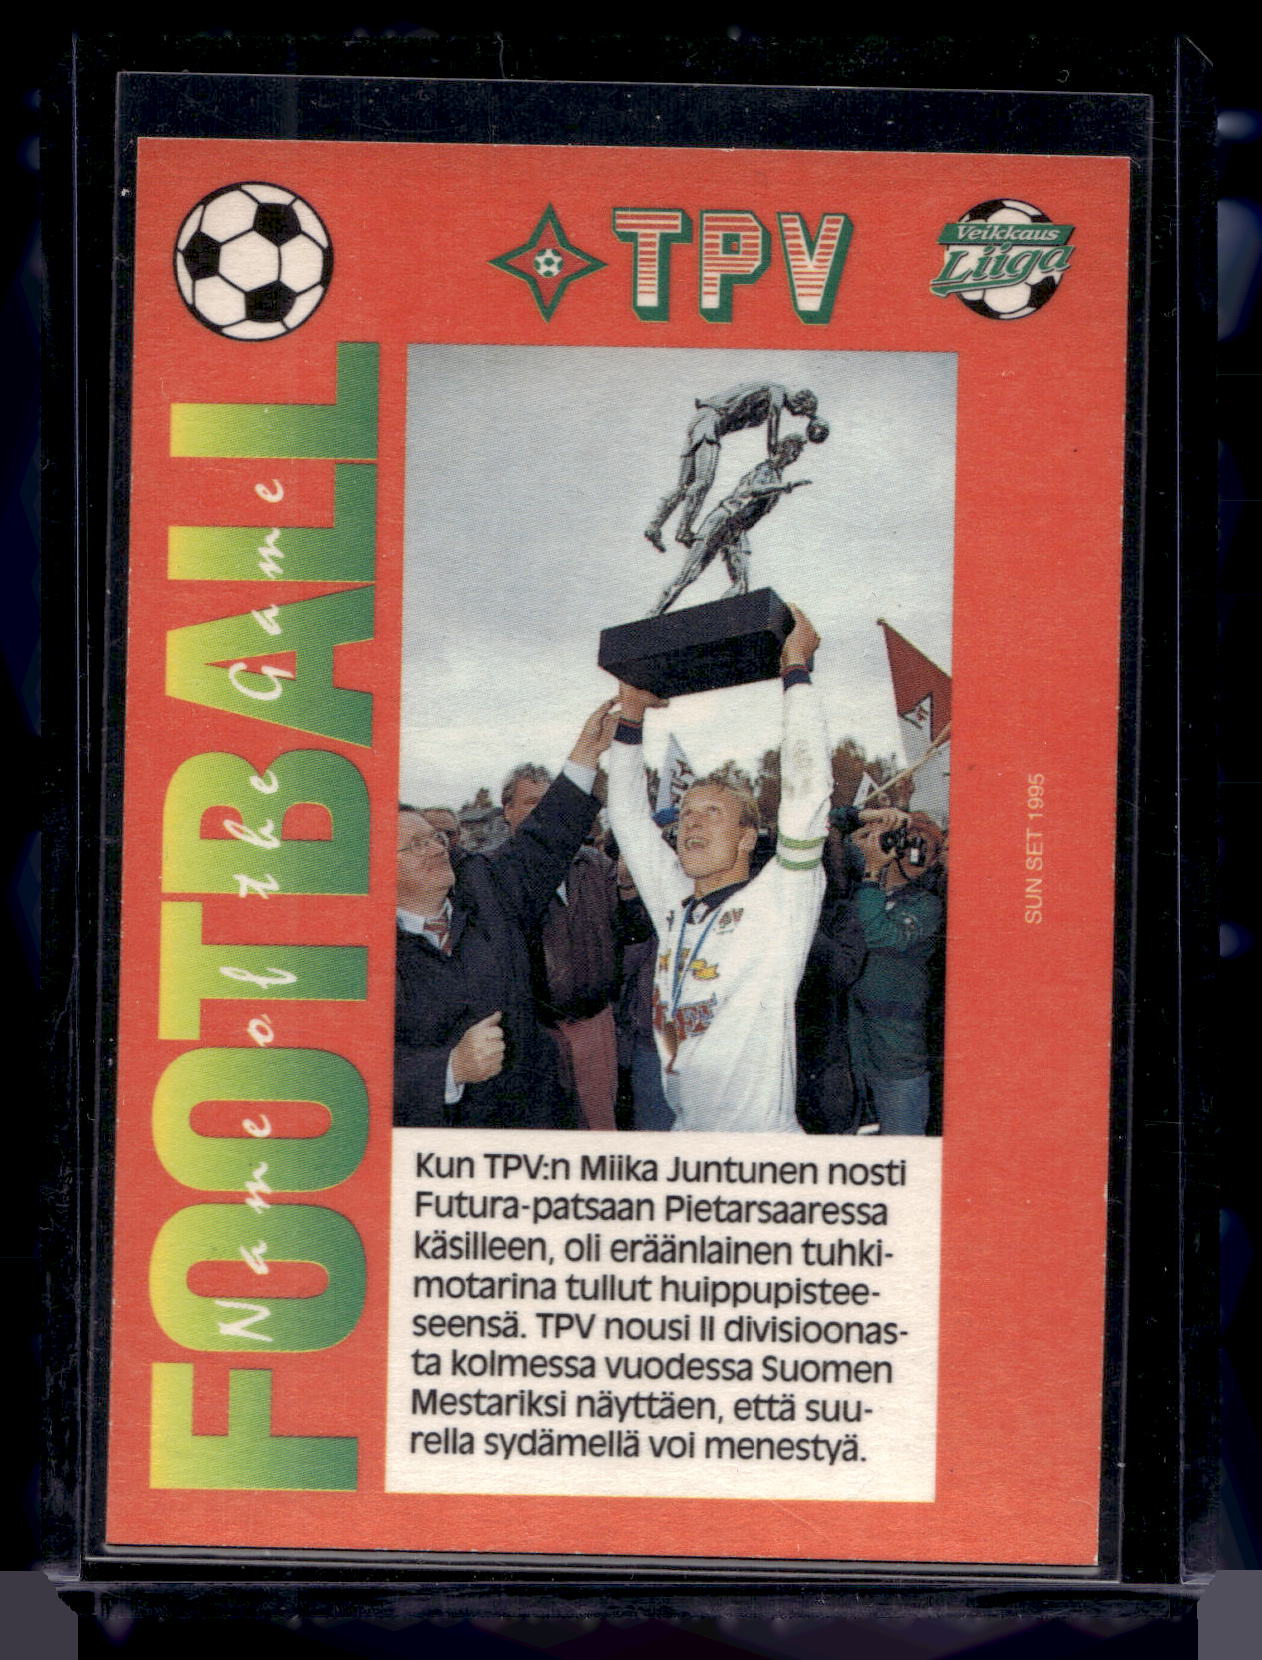 TPV
Veikkaus
Liiga
FOOTBALL
Name of the Game
Kun TPV:n Miika Juntunen nosti
Futura-patsaan Pietarsaaressa
käsilleen, oli eräänlainen tuhki-
motarina tullut huippupistee-
seensä. TPV nousi II divisioonas-
ta kolmessa vuodessa Suomen
Mestariksi näyttäen, että suu-
rella sydämellä voi menestyä.
SUN SET 1995